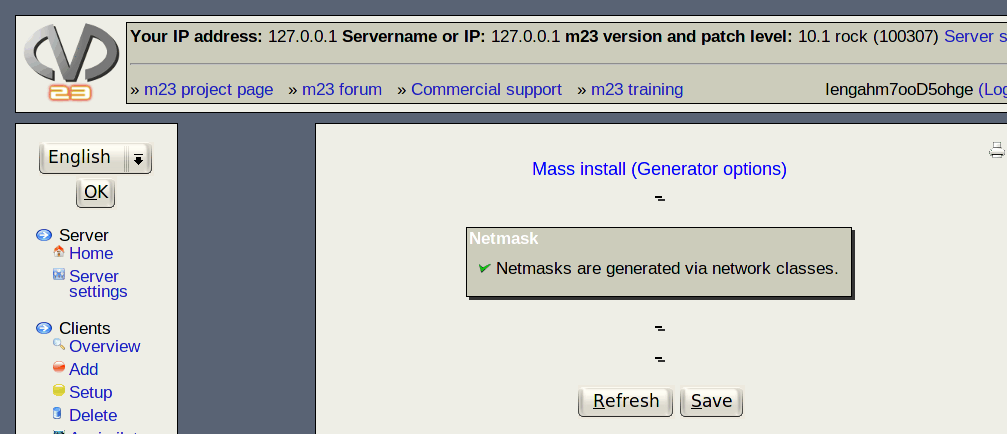 Your IP address: 127.0.0.1 Servername or IP: 127.0.0.1 m23 version and patch level: 10.1 rock (100307) Server s
» m23 project page » m23 forum » Commercial support » m23 training Iengahm7ooD5ohge (Log
23
English
OK
Server
Home
Server
settings
Clients
Overview
Add
Setup
Delete
Mass install (Generator options)
Netmask
Netmasks are generated via network classes.
Refresh Save